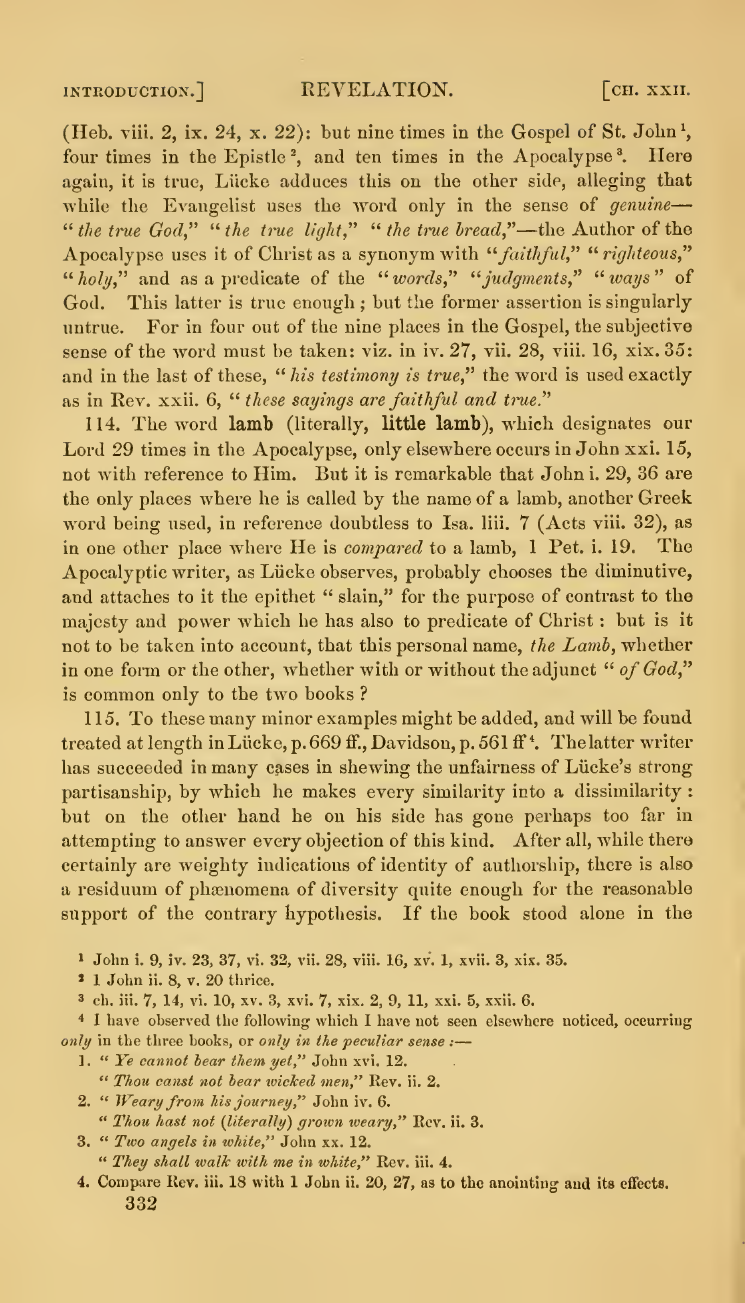 INTRODUCTION.] REVELATION. [CH. XXII.
(Heb. viii. 2, ix. 24, x. 22): but nine times in the Gospel of St. John ¹,
four times in the Epistle ², and ten times in the Apocalypse ³. Here
again, it is true, Lücke adduces this on the other side, alleging that
while the Evangelist uses the word only in the sense of genuine—
“ the true God,” “ the true light,” “ the true bread,”—the Author of the
Apocalypse uses it of Christ as a synonym with “ faithful,” “ righteous,”
“ holy,” and as a predicate of the “ words,” “ judgments,” “ ways ” of
God. This latter is true enough ; but the former assertion is singularly
untrue. For in four out of the nine places in the Gospel, the subjective
sense of the word must be taken: viz. in iv. 27, vii. 28, viii. 16, xix. 35:
and in the last of these, “ his testimony is true,” the word is used exactly
as in Rev. xxii. 6, “ these sayings are faithful and true.”
114. The word lamb (literally, little lamb), which designates our
Lord 29 times in the Apocalypse, only elsewhere occurs in John xxi. 15,
not with reference to Him. But it is remarkable that John i. 29, 36 are
the only places where he is called by the name of a lamb, another Greek
word being used, in reference doubtless to Isa. liii. 7 (Acts viii. 32), as
in one other place where He is compared to a lamb, 1 Pet. i. 19. The
Apocalyptic writer, as Lücke observes, probably chooses the diminutive,
and attaches to it the epithet “ slain,” for the purpose of contrast to the
majesty and power which he has also to predicate of Christ : but is it
not to be taken into account, that this personal name, the Lamb, whether
in one form or the other, whether with or without the adjunct “ of God,”
is common only to the two books ?
115. To these many minor examples might be added, and will be found
treated at length in Lücke, p. 669 ff., Davidson, p. 561 ff ⁴. The latter writer
has succeeded in many cases in shewing the unfairness of Lücke’s strong
partisanship, by which he makes every similarity into a dissimilarity :
but on the other hand he on his side has gone perhaps too far in
attempting to answer every objection of this kind. After all, while there
certainly are weighty indications of identity of authorship, there is also
a residuum of phænomena of diversity quite enough for the reasonable
support of the contrary hypothesis. If the book stood alone in the
¹ John i. 9, iv. 23, 37, vi. 32, vii. 28, viii. 16, xv. 1, xvii. 3, xix. 35.
² 1 John ii. 8, v. 20 thrice.
³ ch. iii. 7, 14, vi. 10, xv. 3, xvi. 7, xix. 2, 9, 11, xxi. 5, xxii. 6.
⁴ I have observed the following which I have not seen elsewhere noticed, occurring
only in the three books, or only in the peculiar sense :—
1. “ Ye cannot bear them yet,” John xvi. 12.
“ Thou canst not bear wicked men,” Rev. ii. 2.
2. “ Weary from his journey,” John iv. 6.
“ Thou hast not (literally) grown weary,” Rev. ii. 3.
3. “ Two angels in white,” John xx. 12.
“ They shall walk with me in white,” Rev. iii. 4.
4. Compare Rev. iii. 18 with 1 John ii. 20, 27, as to the anointing and its effects.
332